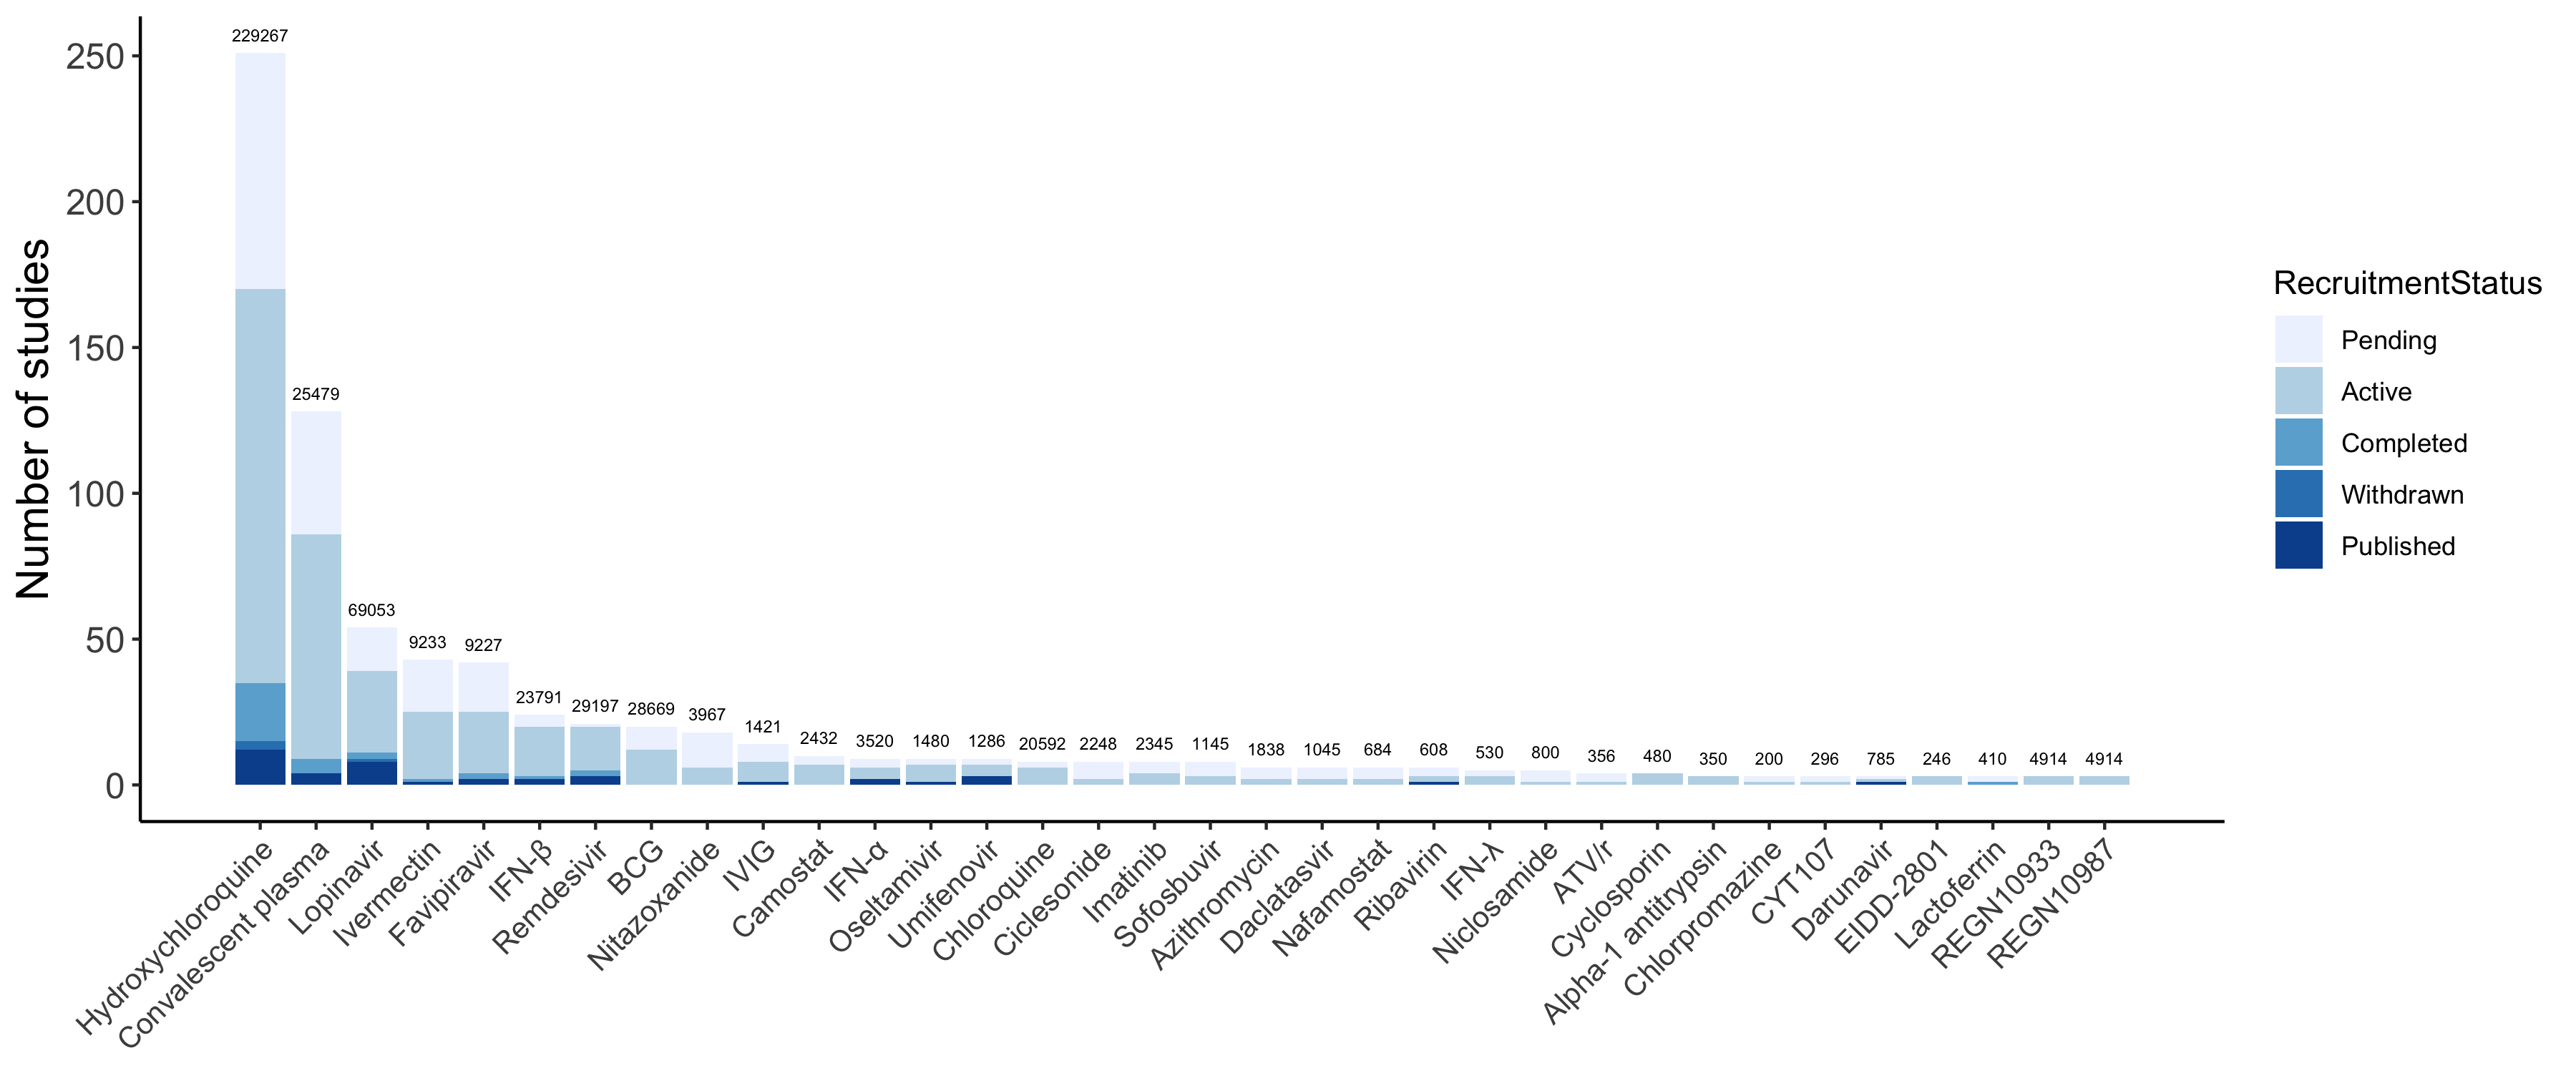 Number of studies
250
200
150
100
50
0
229267
25479
69053
9233
9227
23791
29197
28669
3967
1421
2432
3520
1480
1286
20592
2248
2345
1145
1838
1045
684
608
530
800
356
480
350
200
296
785
246
410
4914
4914
Hydroxychloroquine
Convalescent plasma
Lopinavir
Ivermectin
Favipiravir
IFN-β
Remdesivir
BCG
Nitazoxanide
IVIG
Camostat
IFN-α
Oseltamivir
Umifenovir
Chloroquine
Ciclesonide
Imatinib
Sofosbuvir
Azithromycin
Daclatasvir
Nafamostat
Ribavirin
IFN-λ
Niclosamide
ATV/r
Cyclosporin
Alpha-1 antitrypsin
Chlorpromazine
CYT107
Darunavir
EIDD-2801
Lactoferrin
REGN10933
REGN10987
RecruitmentStatus
Pending
Active
Completed
Withdrawn
Published